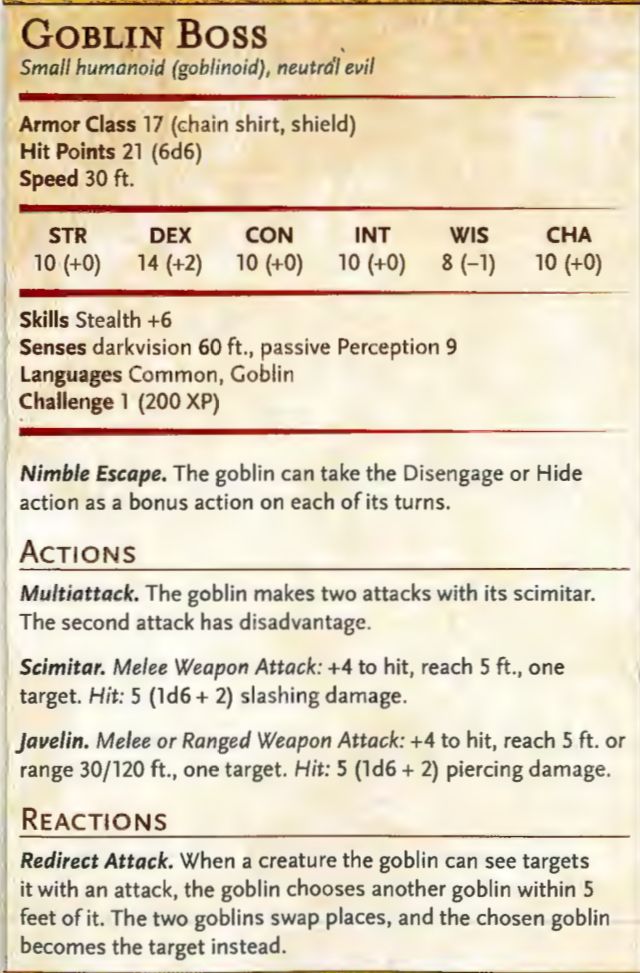 GOBLIN BOSS
Small humanoid (goblinoid), neutral evil
Armor Class 17 (chain shirt, shield)
Hit Points 21 (6d6)
Speed 30 ft.
STR DEX CON INT WIS CHA
10 (+0) 14 (+2) 10 (+0) 10 (+0) 8 (–1) 10 (+0)
Skills Stealth +6
Senses darkvision 60 ft., passive Perception 9
Languages Common, Goblin
Challenge 1 (200 XP)
Nimble Escape. The goblin can take the Disengage or Hide
action as a bonus action on each of its turns.
ACTIONS
Multiattack. The goblin makes two attacks with its scimitar.
The second attack has disadvantage.
Scimitar. Melee Weapon Attack: +4 to hit, reach 5 ft., one
target. Hit: 5 (1d6 + 2) slashing damage.
Javelin. Melee or Ranged Weapon Attack: +4 to hit, reach 5 ft. or
range 30/120 ft., one target. Hit: 5 (1d6 + 2) piercing damage.
REACTIONS
Redirect Attack. When a creature the goblin can see targets
it with an attack, the goblin chooses another goblin within 5
feet of it. The two goblins swap places, and the chosen goblin
becomes the target instead.